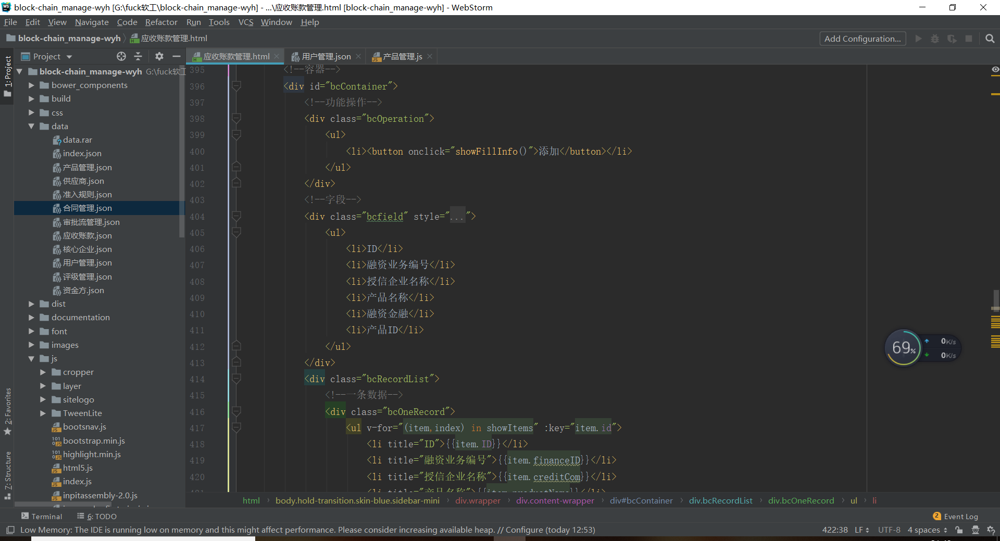 block-chain_manage-wyh [G:\fuck软工\block-chain_manage-wyh] - ...\应收账款管理.html [block-chain_manage-wyh] - WebStorm
File Edit View Navigate Code Refactor Run Tools VCS Window Help
block-chain_manage-wyh 应收账款管理.html
Add Configuration...
1: Project
2: Favorites
7: Structure
Project
block-chain_manage-wyh G:\fuck软工
bower_components
build
css
data
data.rar
index.json
产品管理.json
供应商.json
准入规则.json
合同管理.json
审批流管理.json
应收账款.json
核心企业.json
用户管理.json
评级管理.json
资金方.json
dist
documentation
font
images
js
cropper
layer
sitelogo
TweenLite
bootsnav.js
bootstrap.min.js
highlight.min.js
html5.js
index.js
inpitassembly-2.0.js
应收账款管理.html 用户管理.json 产品管理.js
395 <!--容器-->
396 <div id="bcContainer">
397 <!--功能操作-->
398 <div class="bcOperation">
399 <ul>
400 <li><button onclick="showFillInfo()">添加</button></li>
401 </ul>
402 </div>
403 <!--字段-->
404 <div class="bcfield" style="...">
405 <ul>
406 <li>ID</li>
407 <li>融资业务编号</li>
408 <li>授信企业名称</li>
409 <li>产品名称</li>
410 <li>融资金融</li>
411 <li>产品ID</li>
412 </ul>
413 </div>
414 <div class="bcRecordList">
415 <!--一条数据-->
416 <div class="bcOneRecord">
417 <ul v-for="(item,index) in showItems" :key="item.id">
418 <li title="ID">{{item.ID}}</li>
419 <li title="融资业务编号">{{item.financeID}}</li>
420 <li title="授信企业名称">{{item.creditCom}}</li>
421 <li title="产品名称">{{item.productName}}</li>
html body.hold-transition.skin-blue.sidebar-mini div.wrapper div.content-wrapper div#bcContainer div.bcRecordList div.bcOneRecord ul li
69%
0K/s
0K/s
Terminal 6: TODO
2 Event Log
Low Memory: The IDE is running low on memory and this might affect performance. Please consider increasing available heap. // Configure (today 12:53)
422:38 LF UTF-8 4 spaces